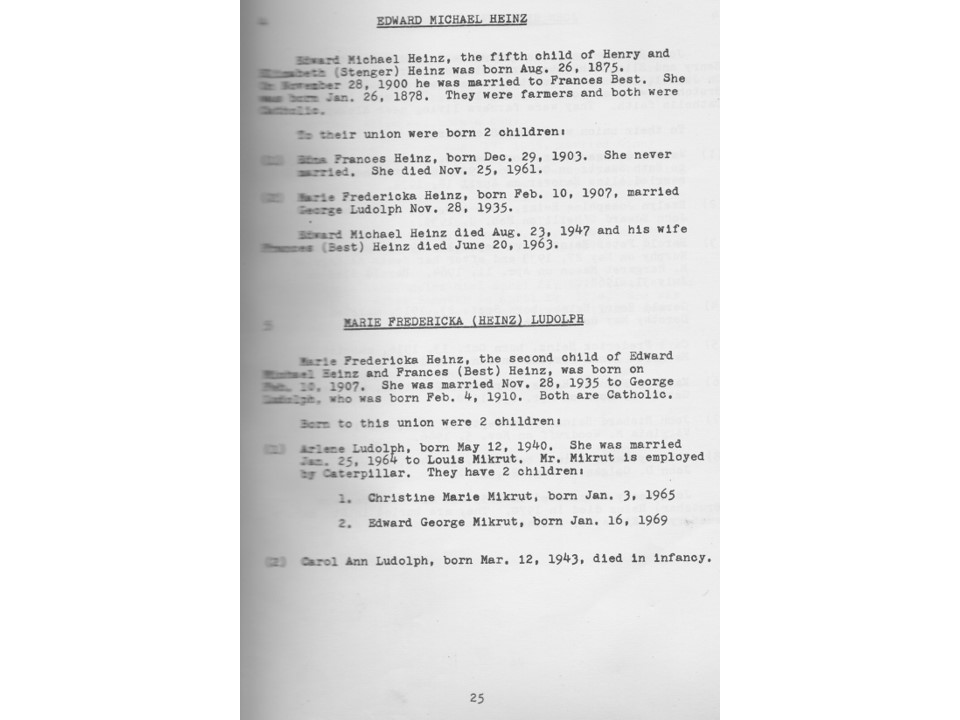 EDWARD MICHAEL HEINZ
Edward Michael Heinz, the fifth child of Henry and
Elizabeth (Stenger) Heinz was born Aug. 26, 1875.
On November 28, 1900 he was married to Frances Best. She
was born Jan. 26, 1878. They were farmers and both were
Catholic.
To their union were born 2 children:
(1) Edna Frances Heinz, born Dec. 29, 1903. She never
married. She died Nov. 25, 1961.
(2) Marie Fredericka Heinz, born Feb. 10, 1907, married
George Ludolph Nov. 28, 1935.
Edward Michael Heinz died Aug. 23, 1947 and his wife
Frances (Best) Heinz died June 20, 1963.
5 MARIE FREDERICKA (HEINZ) LUDOLPH
Marie Fredericka Heinz, the second child of Edward
Michael Heinz and Frances (Best) Heinz, was born on
Feb. 10, 1907. She was married Nov. 28, 1935 to George
Ludolph, who was born Feb. 4, 1910. Both are Catholic.
Born to this union were 2 children:
(1) Arlene Ludolph, born May 12, 1940. She was married
Jan. 25, 1964 to Louis Mikrut. Mr. Mikrut is employed
by Caterpillar. They have 2 children:
1. Christine Marie Mikrut, born Jan. 3, 1965
2. Edward George Mikrut, born Jan. 16, 1969
(2) Carol Ann Ludolph, born Mar. 12, 1943, died in infancy.
25